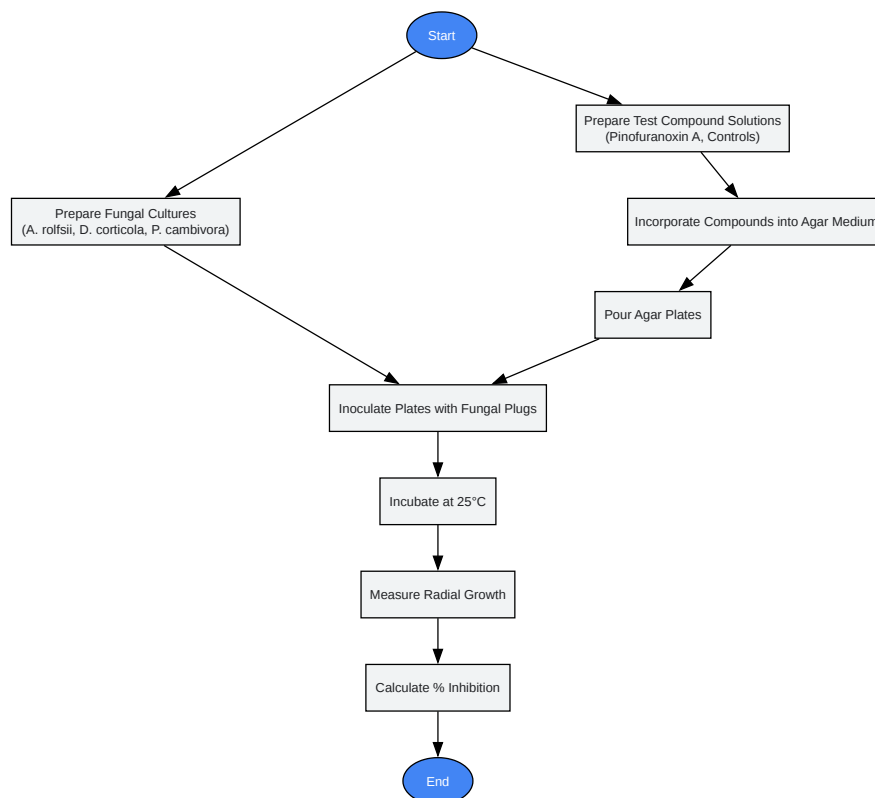 Start
Prepare Test Compound Solutions
(Pinofuranoxin A, Controls)
Prepare Fungal Cultures
(A. rolfsii, D. corticola, P. cambivora)
Incorporate Compounds into Agar Medium
Pour Agar Plates
Inoculate Plates with Fungal Plugs
Incubate at 25°C
Measure Radial Growth
Calculate % Inhibition
End